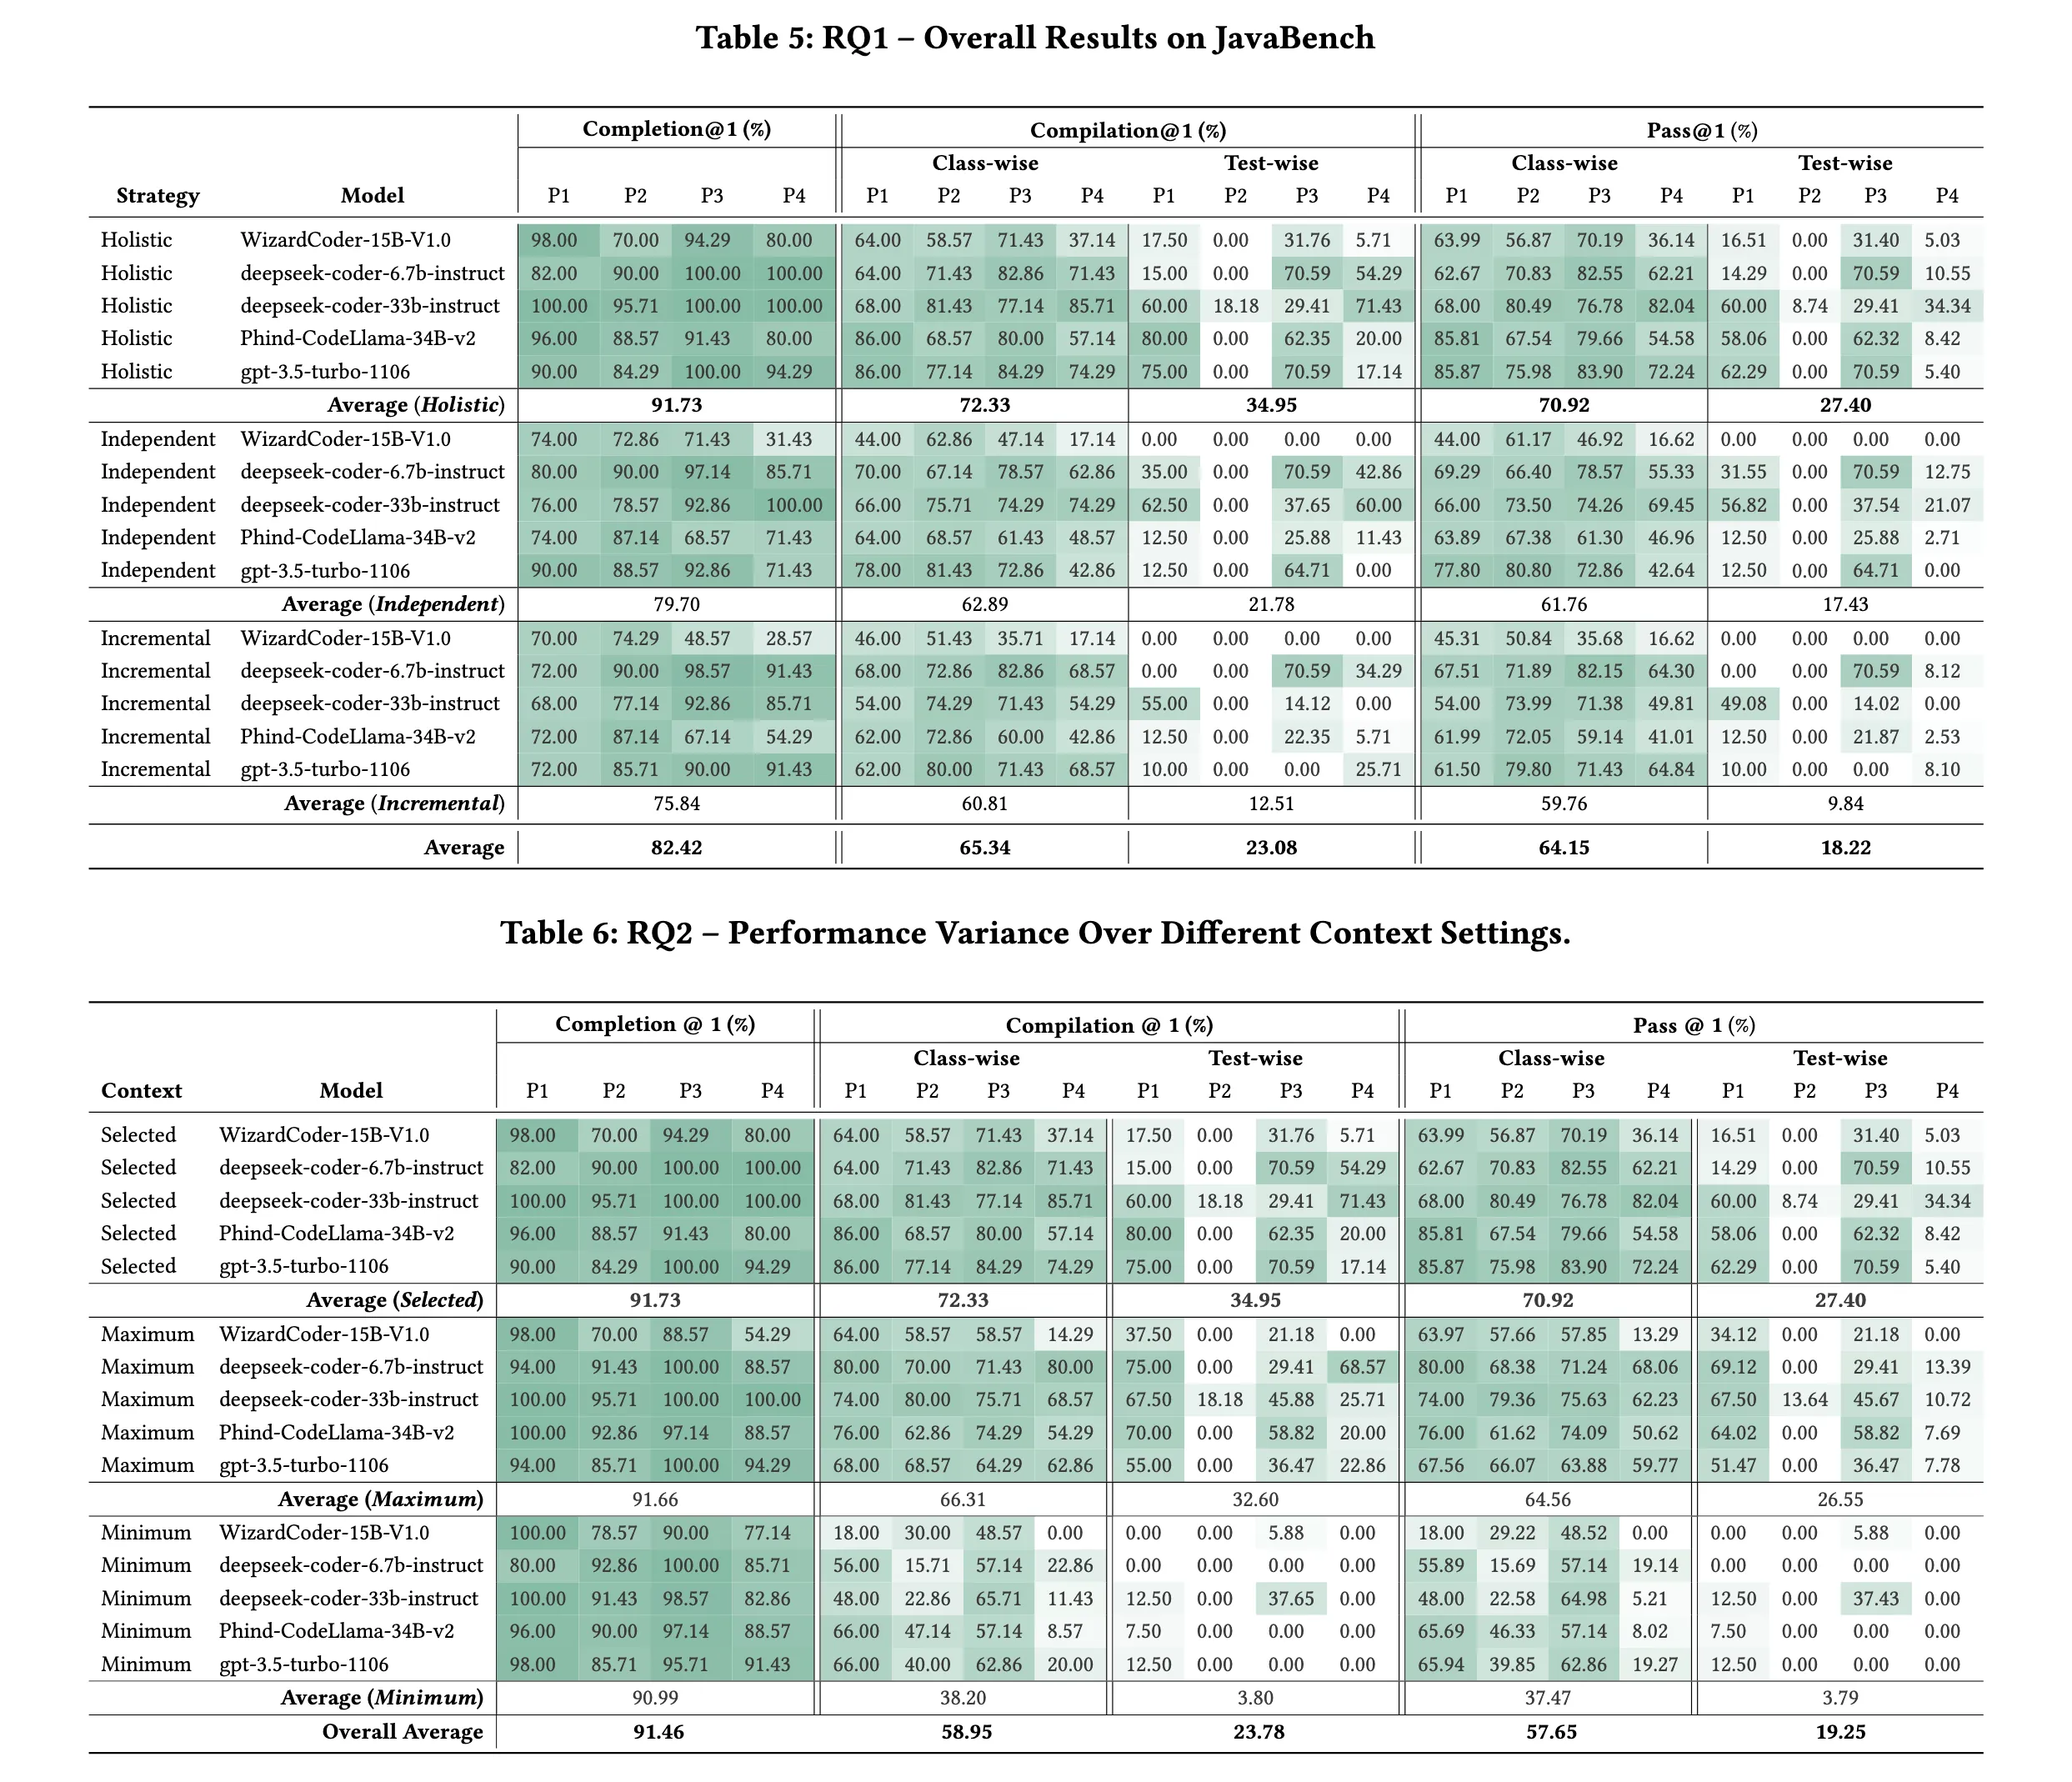 Table 5: RQ1 – Overall Results on JavaBench
Completion@1 (%) Compilation@1 (%) Pass@1 (%)
Class-wise Test-wise Class-wise Test-wise
Strategy Model P1 P2 P3 P4 P1 P2 P3 P4 P1 P2 P3 P4 P1 P2 P3 P4 P1 P2 P3 P4
Holistic WizardCoder-15B-V1.0 98.00 70.00 94.29 80.00 64.00 58.57 71.43 37.14 17.50 0.00 31.76 5.71 63.99 56.87 70.19 36.14 16.51 0.00 31.40 5.03
Holistic deepseek-coder-6.7b-instruct 82.00 90.00 100.00 100.00 64.00 71.43 82.86 71.43 15.00 0.00 70.59 54.29 62.67 70.83 82.55 62.21 14.29 0.00 70.59 10.55
Holistic deepseek-coder-33b-instruct 100.00 95.71 100.00 100.00 68.00 81.43 77.14 85.71 60.00 18.18 29.41 71.43 68.00 80.49 76.78 82.04 60.00 8.74 29.41 34.34
Holistic Phind-CodeLlama-34B-v2 96.00 88.57 91.43 80.00 86.00 68.57 80.00 57.14 80.00 0.00 62.35 20.00 85.81 67.54 79.66 54.58 58.06 0.00 62.32 8.42
Holistic gpt-3.5-turbo-1106 90.00 84.29 100.00 94.29 86.00 77.14 84.29 74.29 75.00 0.00 70.59 17.14 85.87 75.98 83.90 72.24 62.29 0.00 70.59 5.40
Average (Holistic) 91.73 72.33 34.95 70.92 27.40
Independent WizardCoder-15B-V1.0 74.00 72.86 71.43 31.43 44.00 62.86 47.14 17.14 0.00 0.00 0.00 0.00 44.00 61.17 46.92 16.62 0.00 0.00 0.00 0.00
Independent deepseek-coder-6.7b-instruct 80.00 90.00 97.14 85.71 70.00 67.14 78.57 62.86 35.00 0.00 70.59 42.86 69.29 66.40 78.57 55.33 31.55 0.00 70.59 12.75
Independent deepseek-coder-33b-instruct 76.00 78.57 92.86 100.00 66.00 75.71 74.29 74.29 62.50 0.00 37.65 60.00 66.00 73.50 74.26 69.45 56.82 0.00 37.54 21.07
Independent Phind-CodeLlama-34B-v2 74.00 87.14 68.57 71.43 64.00 68.57 61.43 48.57 12.50 0.00 25.88 11.43 63.89 67.38 61.30 46.96 12.50 0.00 25.88 2.71
Independent gpt-3.5-turbo-1106 90.00 88.57 92.86 71.43 78.00 81.43 72.86 42.86 12.50 0.00 64.71 0.00 77.80 80.80 72.86 42.64 12.50 0.00 64.71 0.00
Average (Independent) 79.70 62.89 21.78 61.76 17.43
Incremental WizardCoder-15B-V1.0 70.00 74.29 48.57 28.57 46.00 51.43 35.71 17.14 0.00 0.00 0.00 0.00 45.31 50.84 35.68 16.62 0.00 0.00 0.00 0.00
Incremental deepseek-coder-6.7b-instruct 72.00 90.00 98.57 91.43 68.00 72.86 82.86 68.57 0.00 0.00 70.59 34.29 67.51 71.89 82.15 64.30 0.00 0.00 70.59 8.12
Incremental deepseek-coder-33b-instruct 68.00 77.14 92.86 85.71 54.00 74.29 71.43 54.29 55.00 0.00 14.12 0.00 54.00 73.99 71.38 49.81 49.08 0.00 14.02 0.00
Incremental Phind-CodeLlama-34B-v2 72.00 87.14 67.14 54.29 62.00 72.86 60.00 42.86 12.50 0.00 22.35 5.71 61.99 72.05 59.14 41.01 12.50 0.00 21.87 2.53
Incremental gpt-3.5-turbo-1106 72.00 85.71 90.00 91.43 62.00 80.00 71.43 68.57 10.00 0.00 0.00 25.71 61.50 79.80 71.43 64.84 10.00 0.00 0.00 8.10
Average (Incremental) 75.84 60.81 12.51 59.76 9.84
Average 82.42 65.34 23.08 64.15 18.22
Table 6: RQ2 – Performance Variance Over Different Context Settings.
Completion @ 1 (%) Compilation @ 1 (%) Pass @ 1 (%)
Class-wise Test-wise Class-wise Test-wise
Context Model P1 P2 P3 P4 P1 P2 P3 P4 P1 P2 P3 P4 P1 P2 P3 P4 P1 P2 P3 P4
Selected WizardCoder-15B-V1.0 98.00 70.00 94.29 80.00 64.00 58.57 71.43 37.14 17.50 0.00 31.76 5.71 63.99 56.87 70.19 36.14 16.51 0.00 31.40 5.03
Selected deepseek-coder-6.7b-instruct 82.00 90.00 100.00 100.00 64.00 71.43 82.86 71.43 15.00 0.00 70.59 54.29 62.67 70.83 82.55 62.21 14.29 0.00 70.59 10.55
Selected deepseek-coder-33b-instruct 100.00 95.71 100.00 100.00 68.00 81.43 77.14 85.71 60.00 18.18 29.41 71.43 68.00 80.49 76.78 82.04 60.00 8.74 29.41 34.34
Selected Phind-CodeLlama-34B-v2 96.00 88.57 91.43 80.00 86.00 68.57 80.00 57.14 80.00 0.00 62.35 20.00 85.81 67.54 79.66 54.58 58.06 0.00 62.32 8.42
Selected gpt-3.5-turbo-1106 90.00 84.29 100.00 94.29 86.00 77.14 84.29 74.29 75.00 0.00 70.59 17.14 85.87 75.98 83.90 72.24 62.29 0.00 70.59 5.40
Average (Selected) 91.73 72.33 34.95 70.92 27.40
Maximum WizardCoder-15B-V1.0 98.00 70.00 88.57 54.29 64.00 58.57 58.57 14.29 37.50 0.00 21.18 0.00 63.97 57.66 57.85 13.29 34.12 0.00 21.18 0.00
Maximum deepseek-coder-6.7b-instruct 94.00 91.43 100.00 88.57 80.00 70.00 71.43 80.00 75.00 0.00 29.41 68.57 80.00 68.38 71.24 68.06 69.12 0.00 29.41 13.39
Maximum deepseek-coder-33b-instruct 100.00 95.71 100.00 100.00 74.00 80.00 75.71 68.57 67.50 18.18 45.88 25.71 74.00 79.36 75.63 62.23 67.50 13.64 45.67 10.72
Maximum Phind-CodeLlama-34B-v2 100.00 92.86 97.14 88.57 76.00 62.86 74.29 54.29 70.00 0.00 58.82 20.00 76.00 61.62 74.09 50.62 64.02 0.00 58.82 7.69
Maximum gpt-3.5-turbo-1106 94.00 85.71 100.00 94.29 68.00 68.57 64.29 62.86 55.00 0.00 36.47 22.86 67.56 66.07 63.88 59.77 51.47 0.00 36.47 7.78
Average (Maximum) 91.66 66.31 32.60 64.56 26.55
Minimum WizardCoder-15B-V1.0 100.00 78.57 90.00 77.14 18.00 30.00 48.57 0.00 0.00 0.00 5.88 0.00 18.00 29.22 48.52 0.00 0.00 0.00 5.88 0.00
Minimum deepseek-coder-6.7b-instruct 80.00 92.86 100.00 85.71 56.00 15.71 57.14 22.86 0.00 0.00 0.00 0.00 55.89 15.69 57.14 19.14 0.00 0.00 0.00 0.00
Minimum deepseek-coder-33b-instruct 100.00 91.43 98.57 82.86 48.00 22.86 65.71 11.43 12.50 0.00 37.65 0.00 48.00 22.58 64.98 5.21 12.50 0.00 37.43 0.00
Minimum Phind-CodeLlama-34B-v2 96.00 90.00 97.14 88.57 66.00 47.14 57.14 8.57 7.50 0.00 0.00 0.00 65.69 46.33 57.14 8.02 7.50 0.00 0.00 0.00
Minimum gpt-3.5-turbo-1106 98.00 85.71 95.71 91.43 66.00 40.00 62.86 20.00 12.50 0.00 0.00 0.00 65.94 39.85 62.86 19.27 12.50 0.00 0.00 0.00
Average (Minimum) 90.99 38.20 3.80 37.47 3.79
Overall Average 91.46 58.95 23.78 57.65 19.25